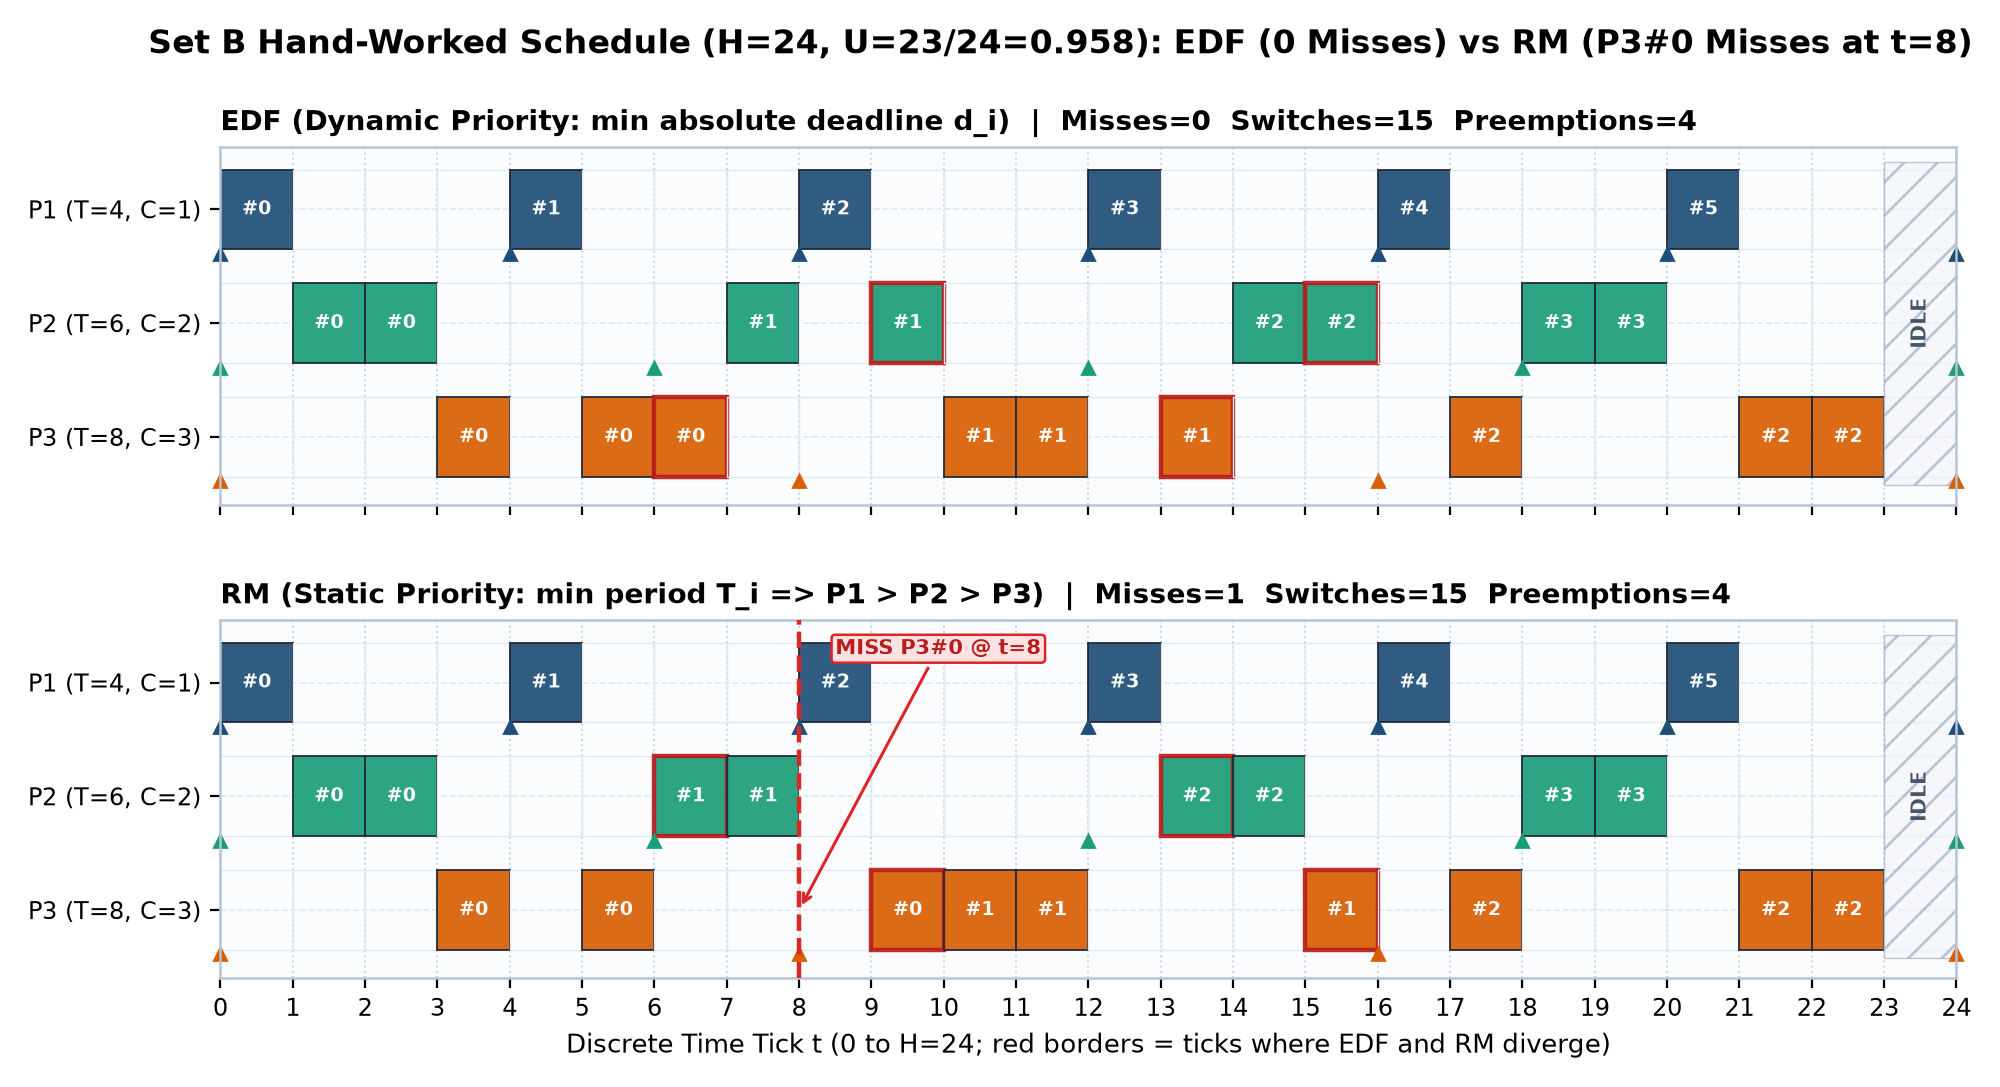 Set B Hand-Worked Schedule (H=24, U=23/24=0.958): EDF (0 Misses) vs RM (P3#0 Misses at t=8)
EDF (Dynamic Priority: min absolute deadline d_i)  |  Misses=0  Switches=15  Preemptions=4
P1 (T=4, C=1)
#0 #1 #2 #3 #4 #5
P2 (T=6, C=2)
#0 #0 #1 #1 #2 #2 #3 #3
IDLE
P3 (T=8, C=3)
#0 #0 #0 #1 #1 #1 #2 #2 #2
RM (Static Priority: min period T_i => P1 > P2 > P3)  |  Misses=1  Switches=15  Preemptions=4
MISS P3#0 @ t=8
P1 (T=4, C=1)
#0 #1 #2 #3 #4 #5
P2 (T=6, C=2)
#0 #0 #1 #1 #2 #2 #3 #3
IDLE
P3 (T=8, C=3)
#0 #0 #0 #1 #1 #1 #2 #2 #2
0 1 2 3 4 5 6 7 8 9 10 11 12 13 14 15 16 17 18 19 20 21 22 23 24
Discrete Time Tick t (0 to H=24; red borders = ticks where EDF and RM diverge)